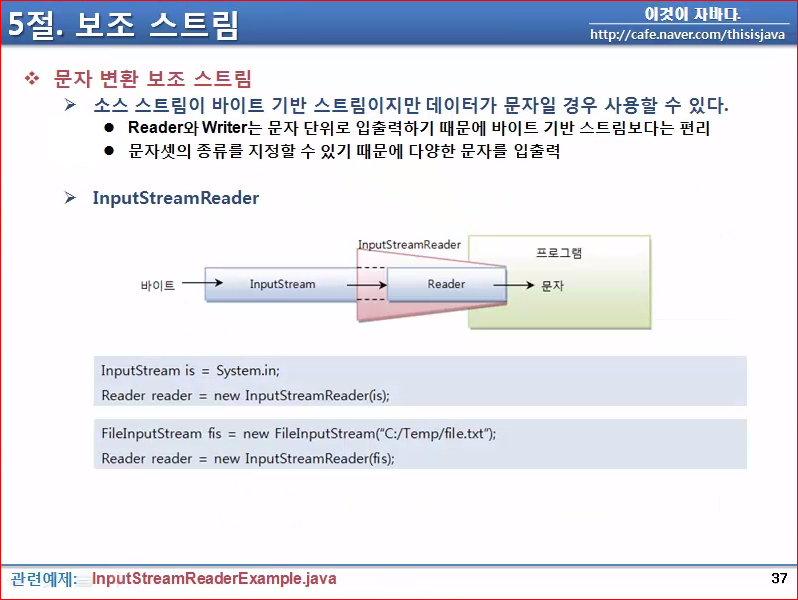 5절. 보조 스트림
이것이 자바다.
http://cafe.naver.com/thisisjava
문자 변환 보조 스트림
소스 스트림이 바이트 기반 스트림이지만 데이터가 문자일 경우 사용할 수 있다.
Reader와 Writer는 문자 단위로 입출력하기 때문에 바이트 기반 스트림보다는 편리
문자셋의 종류를 지정할 수 있기 때문에 다양한 문자를 입출력
InputStreamReader
InputStreamReader
프로그램
바이트
InputStream
Reader
문자
InputStream is = System.in;
Reader reader = new InputStreamReader(is);
FileInputStream fis = new FileInputStream("C:/Temp/file.txt");
Reader reader = new InputStreamReader(fis);
관련예제: InputStreamReaderExample.java
37